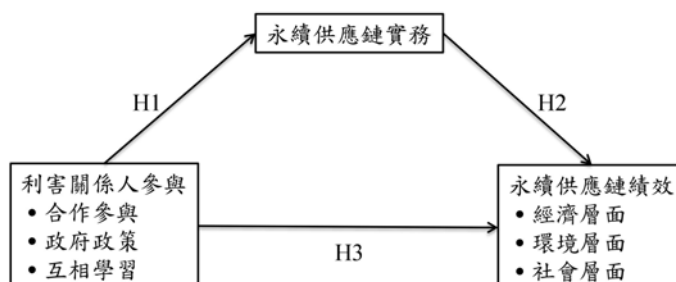 永續供應鏈實務
H1
H2
利害關係人參與
• 合作參與
• 政府政策
• 互相學習
永續供應鏈績效
• 經濟層面
• 環境層面
• 社會層面
H3